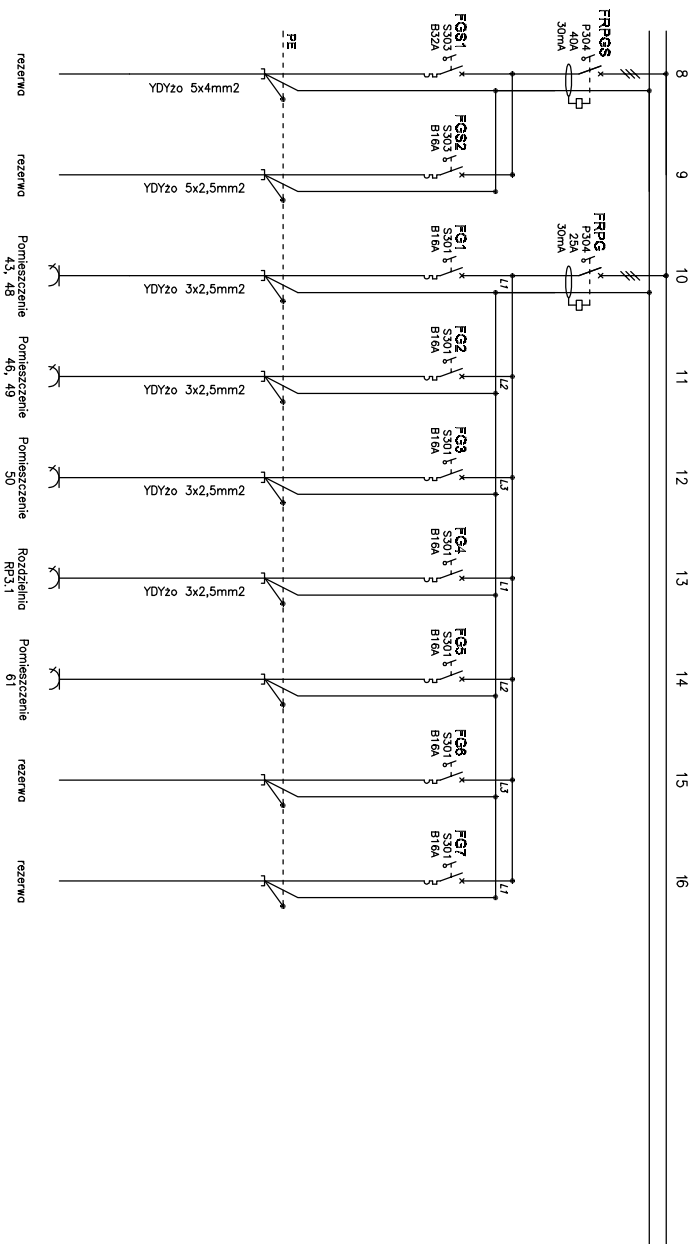 8
9
10
11
12
13
14
15
16
FRPGS
P304
40A
30mA
FRPG
P304
25A
30mA
FGS1
S303
B32A
FGS2
S303
B16A
FG1
S301
B16A
FG2
S301
B16A
FG3
S301
B16A
FG4
S301
B16A
FG5
S301
B16A
FG6
S301
B16A
FG7
S301
B16A
L1
L2
L3
L1
L2
L3
L1
PE
YDYżo 5x4mm2
YDYżo 5x2,5mm2
YDYżo 3x2,5mm2
YDYżo 3x2,5mm2
YDYżo 3x2,5mm2
YDYżo 3x2,5mm2
rezerwa
rezerwa
Pomieszczenie
43, 48
Pomieszczenie
46, 49
Pomieszczenie
50
Rozdzielnia
RP3.1
Pomieszczenie
61
rezerwa
rezerwa